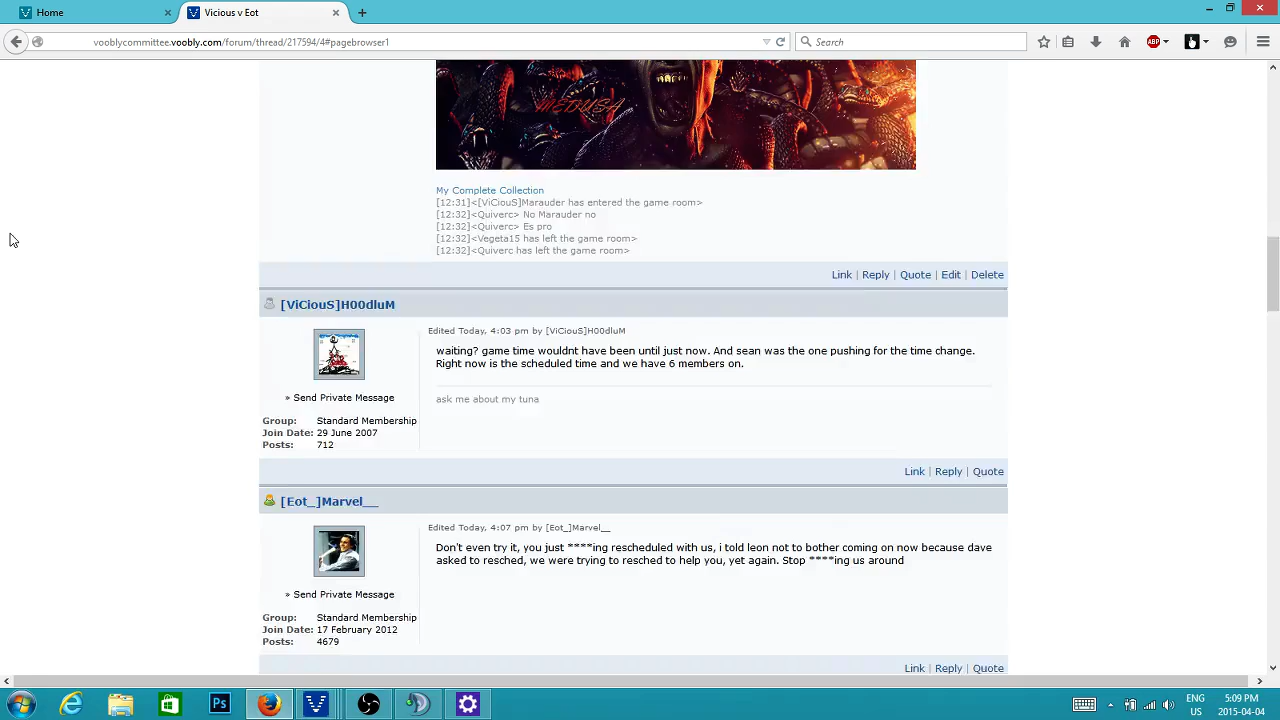 Home
Vicious v Eot
vooblycommittee.voobly.com/forum/thread/217594/4#pagebrowser1
Search
ABP
MEDUSA
My Complete Collection
[12:31]<[ViCiouS]Marauder has entered the game room>
[12:32]<Quiverc> No Marauder no
[12:32]<Quiverc> Es pro
[12:32]<Vegeta15 has left the game room>
[12:32]<Quiverc has left the game room>
Link | Reply | Quote | Edit | Delete
[ViCiouS]H00dluM
Edited Today, 4:03 pm by [ViCiouS]H00dluM
waiting? game time wouldnt have been until just now. And sean was the one pushing for the time change.
Right now is the scheduled time and we have 6 members on.
» Send Private Message
ask me about my tuna
Group: Standard Membership
Join Date: 29 June 2007
Posts: 712
Link | Reply | Quote
[Eot_]Marvel__
Edited Today, 4:07 pm by [Eot_]Marvel__
Don't even try it, you just ****ing rescheduled with us, i told leon not to bother coming on now because dave
asked to resched, we were trying to resched to help you, yet again. Stop ****ing us around
» Send Private Message
Group: Standard Membership
Join Date: 17 February 2012
Posts: 4679
Link | Reply | Quote
Ps
ENG
US
5:09 PM
2015-04-04